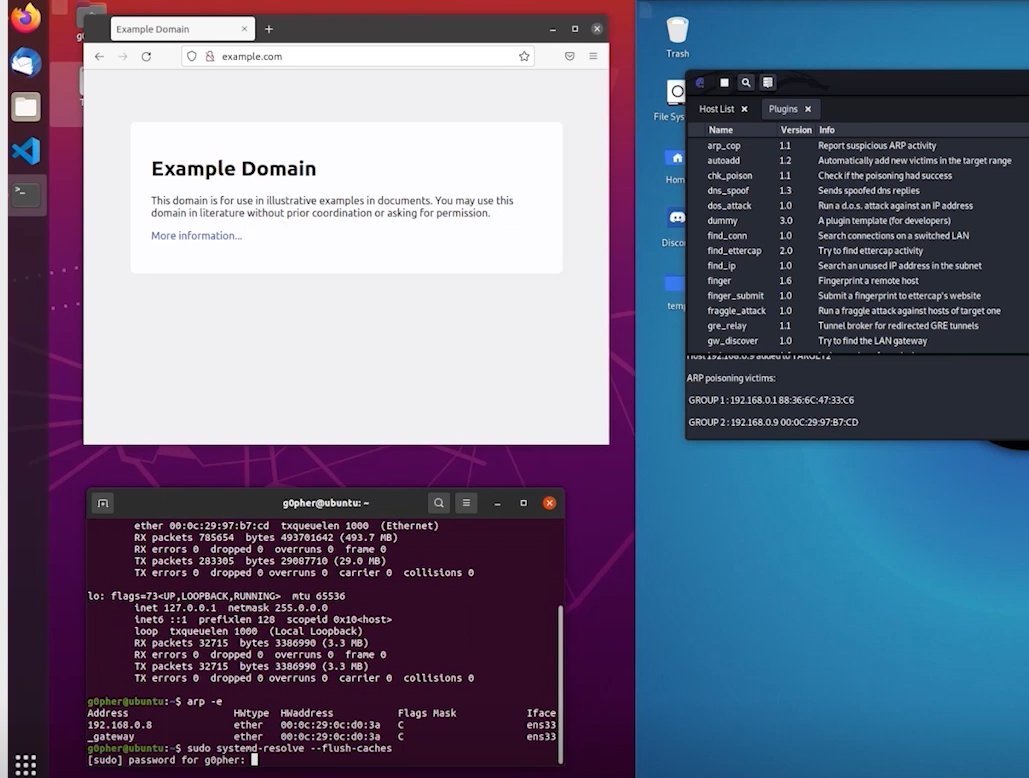 Example Domain
example.com
Example Domain
This domain is for use in illustrative examples in documents. You may use this
domain in literature without prior coordination or asking for permission.
More information...
g0pher@ubuntu: ~
ether 00:0c:29:97:b7:cd txqueuelen 1000 (Ethernet)
RX packets 785654 bytes 493701642 (493.7 MB)
RX errors 0 dropped 0 overruns 0 frame 0
TX packets 283305 bytes 29087710 (29.0 MB)
TX errors 0 dropped 0 overruns 0 carrier 0 collisions 0
lo: flags=73<UP,LOOPBACK,RUNNING> mtu 65536
inet 127.0.0.1 netmask 255.0.0.0
inet6 ::1 prefixlen 128 scopeid 0x10<host>
loop txqueuelen 1000 (Local Loopback)
RX packets 32715 bytes 3386990 (3.3 MB)
RX errors 0 dropped 0 overruns 0 frame 0
TX packets 32715 bytes 3386990 (3.3 MB)
TX errors 0 dropped 0 overruns 0 carrier 0 collisions 0
g0pher@ubuntu:~$ arp -e
Address HWtype HWaddress Flags Mask Iface
192.168.0.8 ether 00:0c:29:0c:d0:3a C ens33
_gateway ether 00:0c:29:0c:d0:3a C ens33
g0pher@ubuntu:~$ sudo systemd-resolve --flush-caches
[sudo] password for g0pher:
Trash
File Sys
Hom
Disco
temp
Host List
Plugins
Name Version Info
arp_cop 1.1 Report suspicious ARP activity
autoadd 1.2 Automatically add new victims in the target range
chk_poison 1.1 Check if the poisoning had success
dns_spoof 1.3 Sends spoofed dns replies
dos_attack 1.0 Run a d.o.s. attack against an IP address
dummy 3.0 A plugin template (for developers)
find_conn 1.0 Search connections on a switched LAN
find_ettercap 2.0 Try to find ettercap activity
find_ip 1.0 Search an unused IP address in the subnet
finger 1.6 Fingerprint a remote host
finger_submit 1.0 Submit a fingerprint to ettercap's website
fraggle_attack 1.0 Run a fraggle attack against hosts of target one
gre_relay 1.1 Tunnel broker for redirected GRE tunnels
gw_discover 1.0 Try to find the LAN gateway
Host 192.168.0.9 added to TARGET2
ARP poisoning victims:
GROUP 1 : 192.168.0.1 88:36:6C:47:33:C6
GROUP 2 : 192.168.0.9 00:0C:29:97:B7:CD